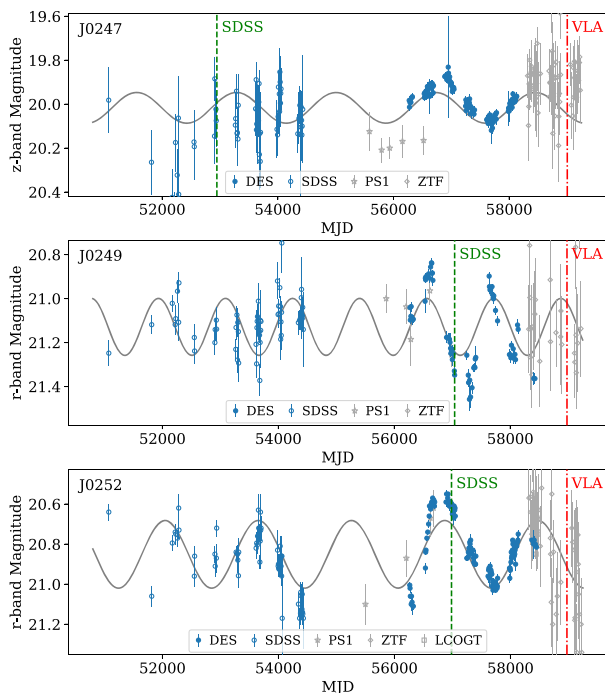 J0247
SDSS
VLA
z-band Magnitude
19.6
19.8
20.0
20.2
20.4
DES SDSS PS1 ZTF
52000 54000 56000 58000
MJD
J0249
SDSS
VLA
r-band Magnitude
20.8
21.0
21.2
21.4
DES SDSS PS1 ZTF
52000 54000 56000 58000
MJD
J0252
SDSS
VLA
r-band Magnitude
20.6
20.8
21.0
21.2
DES SDSS PS1 ZTF LCOGT
52000 54000 56000 58000
MJD